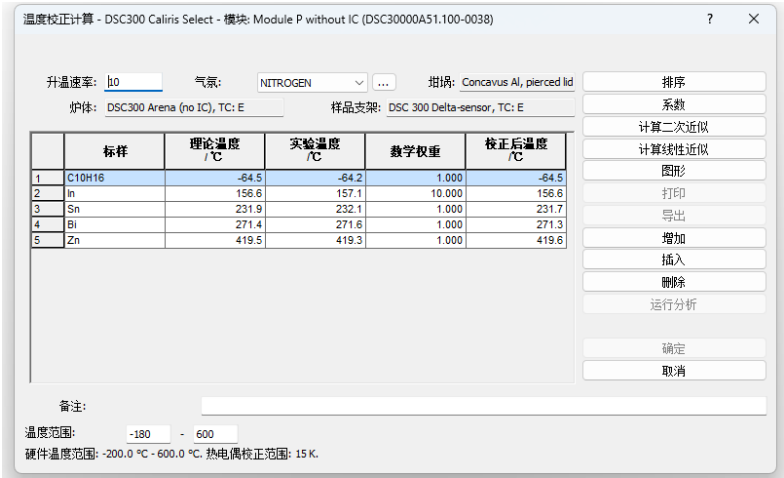 温度校正计算 - DSC300 Caliris Select - 模块: Module P without IC (DSC30000A51.100-0038) ? ×
升温速率: 10 气氛: NITROGEN ... 坩埚: Concavus Al, pierced lid
炉体: DSC300 Arena (no IC), TC: E 样品支架: DSC 300 Delta-sensor, TC: E
标样 理论温度 /℃ 实验温度 /℃ 数学权重 校正后温度 /℃
1 C10H16 -64.5 -64.2 1.000 -64.5
2 In 156.6 157.1 10.000 156.6
3 Sn 231.9 232.1 1.000 231.7
4 Bi 271.4 271.6 1.000 271.3
5 Zn 419.5 419.3 1.000 419.6
排序
系数
计算二次近似
计算线性近似
图形
打印
导出
增加
插入
删除
运行分析
确定
取消
备注:
温度范围: -180 - 600
硬件温度范围: -200.0 °C - 600.0 °C. 热电偶校正范围: 15 K.